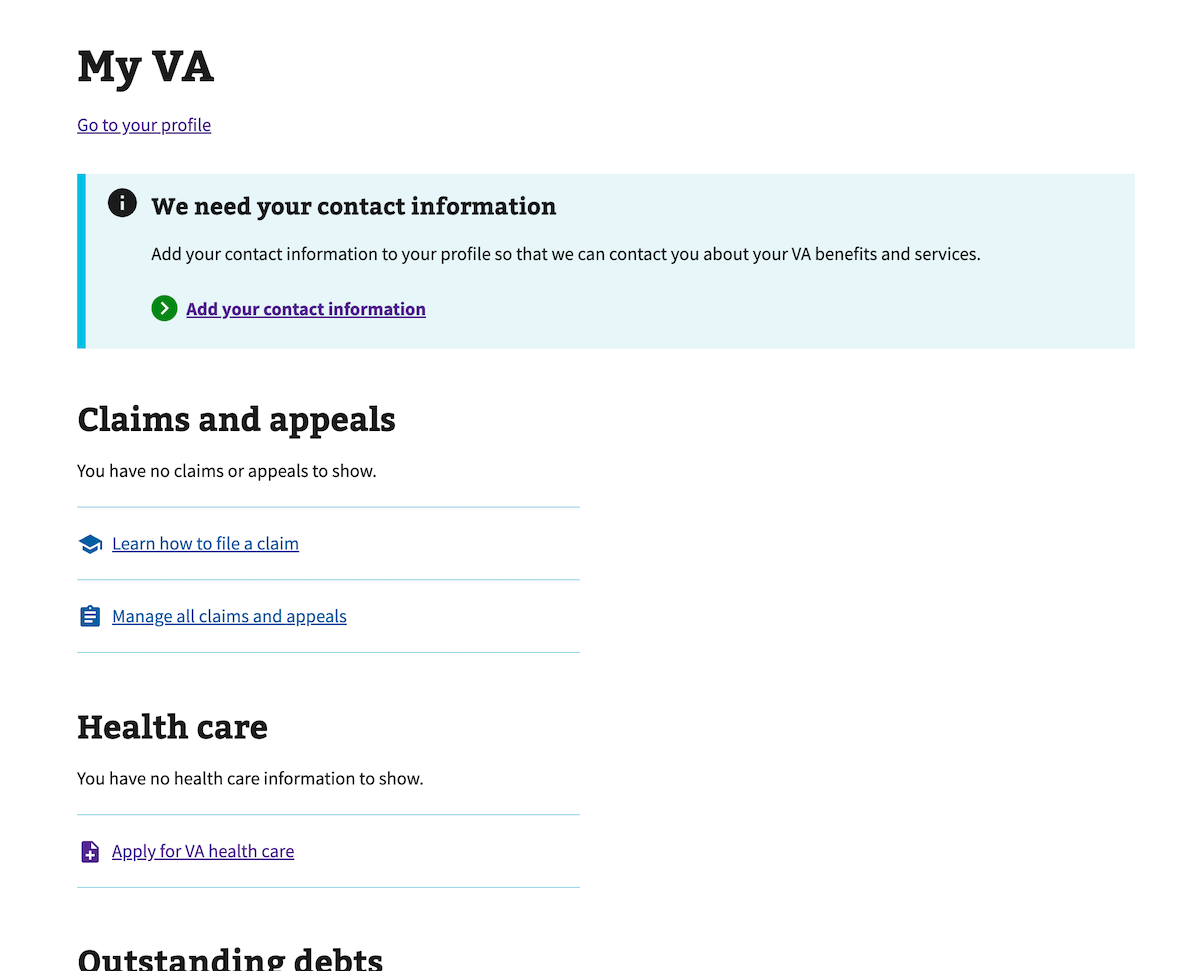 My VA
Go to your profile
We need your contact information
Add your contact information to your profile so that we can contact you about your VA benefits and services.
Add your contact information
Claims and appeals
You have no claims or appeals to show.
Learn how to file a claim
Manage all claims and appeals
Health care
You have no health care information to show.
Apply for VA health care
Outstanding debts